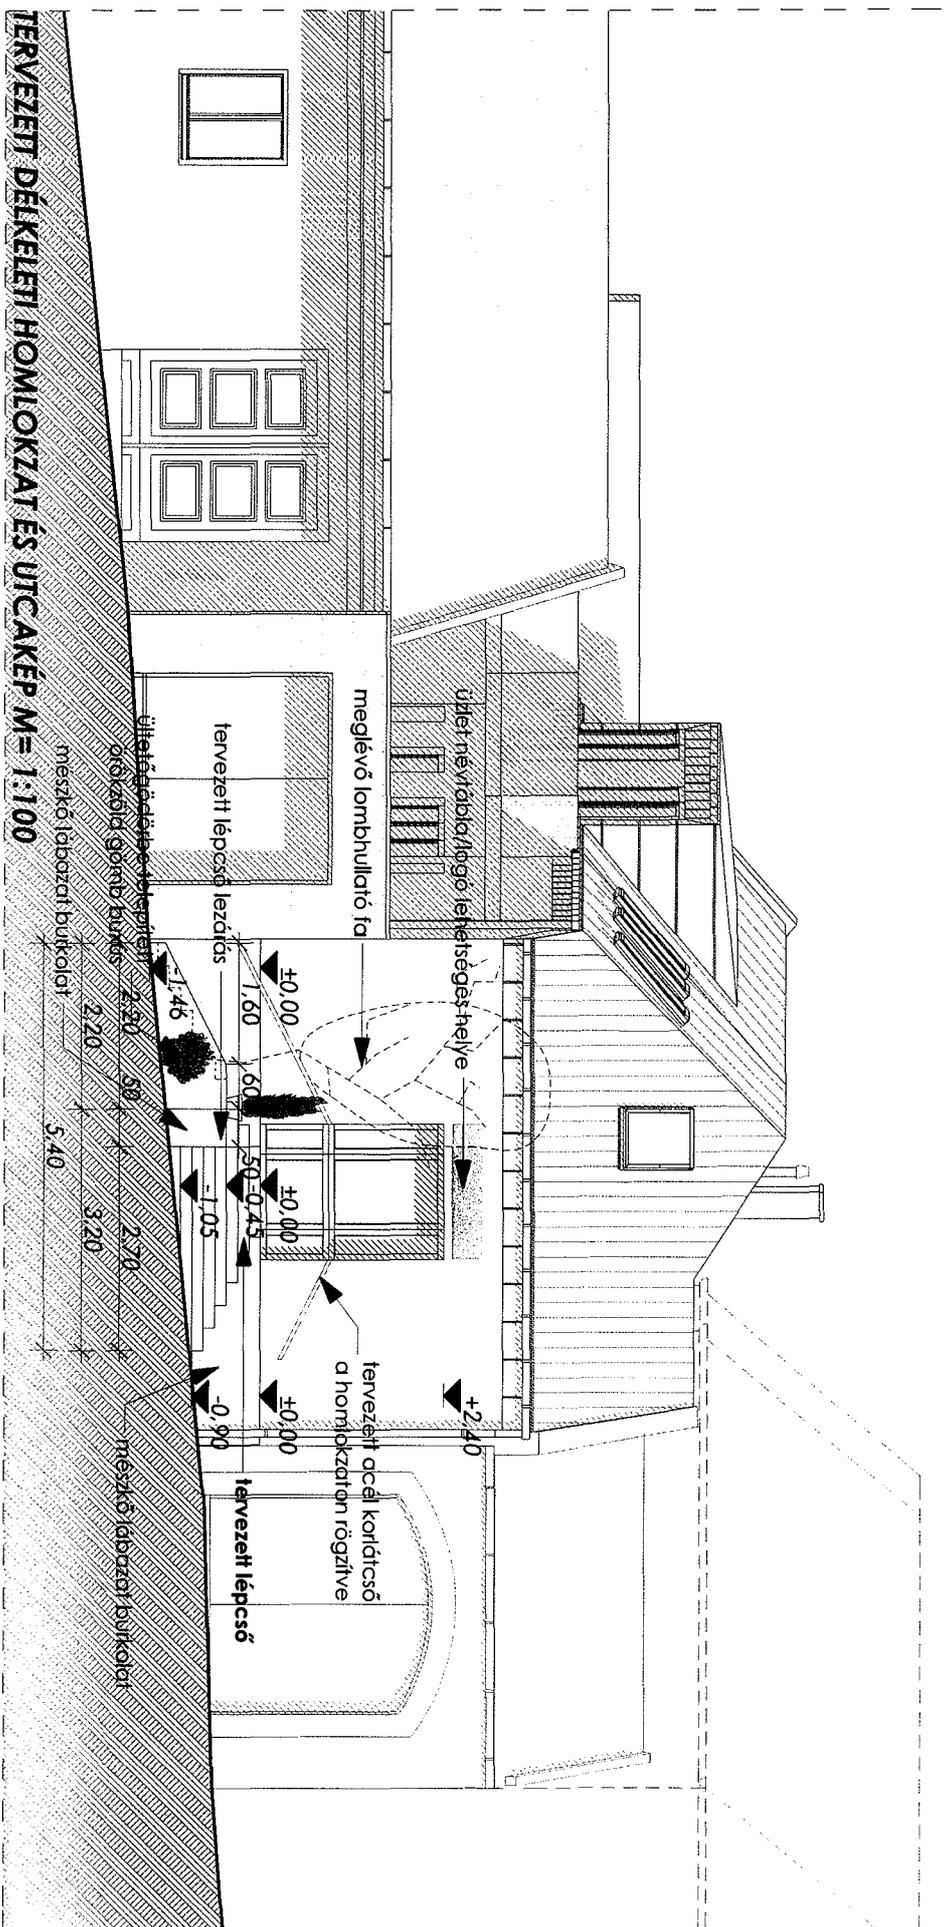 üzlet névtábla/logó lehetséges helye
meglévő lombhullató fa
tervezett acél korlátcső
a homlokzaton rögzítve
tervezett lépcső lezárás
ültetőgödörbe telepített
örökzöld gömb buxus
mészkő lábazat burkolat
+2,40
±0,00
±0,00
±0,00
1,60
60
50
-0,45
-1,46
-1,05
-0,90
tervezett lépcső
2,20
50
2,70
2,20
3,20
5,40
mészkő lábazat burkolat
TERVEZETT DÉLKELETI HOMLOKZAT ÉS UTCAKÉP M= 1:100